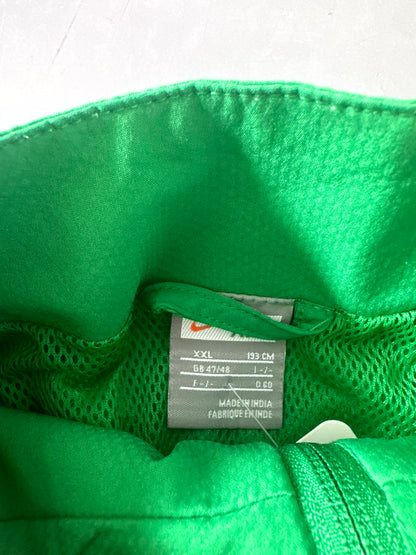 XXL 193 CM
GB 47/48 I -/-
F -/- D 60
MADE IN INDIA
FABRIQUE EN INDE